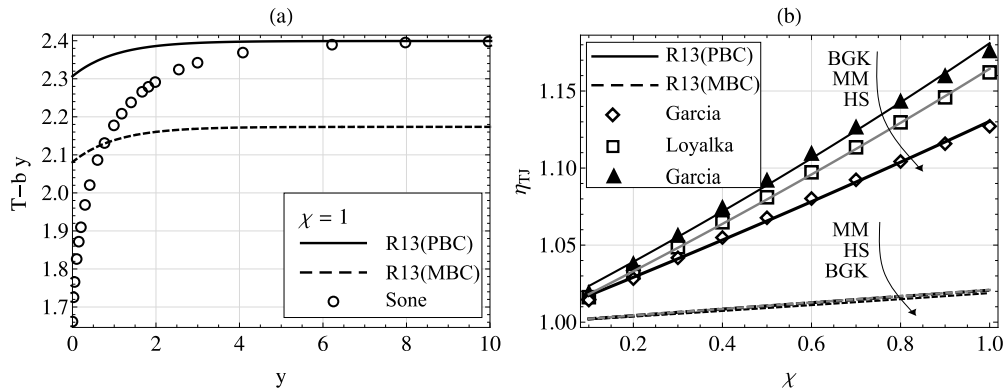 (a)
T−b y
2.4
2.3
2.2
2.1
2.0
1.9
1.8
1.7
χ = 1
R13(PBC)
R13(MBC)
Sone
0 2 4 6 8 10
y
(b)
η_TJ
1.15
1.10
1.05
1.00
R13(PBC)
R13(MBC)
Garcia
Loyalka
Garcia
BGK
MM
HS
MM
HS
BGK
0.2 0.4 0.6 0.8 1.0
χ